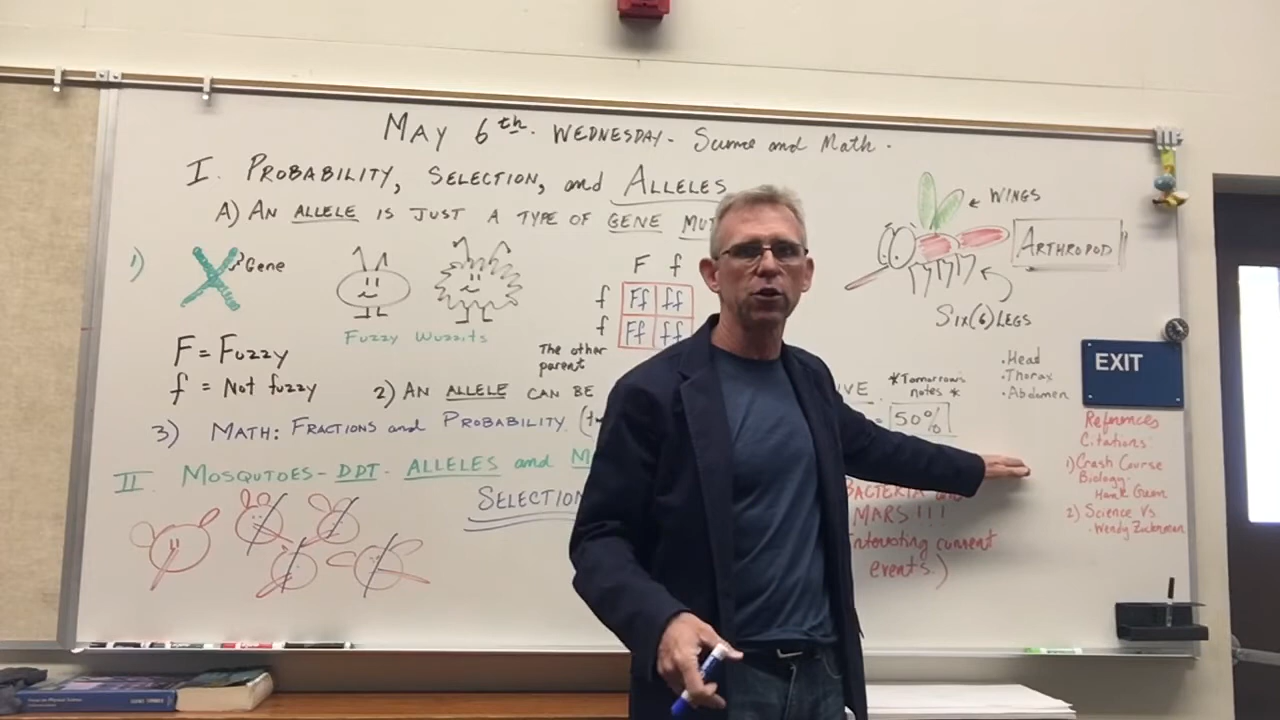 MAY 6th. WEDNESDAY - Science and Math.
I. PROBABILITY, SELECTION, and ALLELES
A) AN ALLELE IS JUST A TYPE OF GENE MUT
1)
Gene
Fuzzy Wuzzits
F = Fuzzy
f = Not fuzzy
F f
f Ff ff
f Ff ff
The other
parent
WINGS
ARTHROPOD
SIX (6) LEGS
• Head
• Thorax
• Abdomen
2) AN ALLELE CAN BE
IVE
*Tomorrow's
notes *
= 50%
3) MATH: FRACTIONS and PROBABILITY
II MOSQUTOES - DDT - ALLELES and M
SELECTION
BACTERIA and
MARS!!!
Interesting current
events.)
EXIT
References
Citations
1) Crash Course
Biology-
Hank Green
2) Science Vs
- Wendy Zuckerman